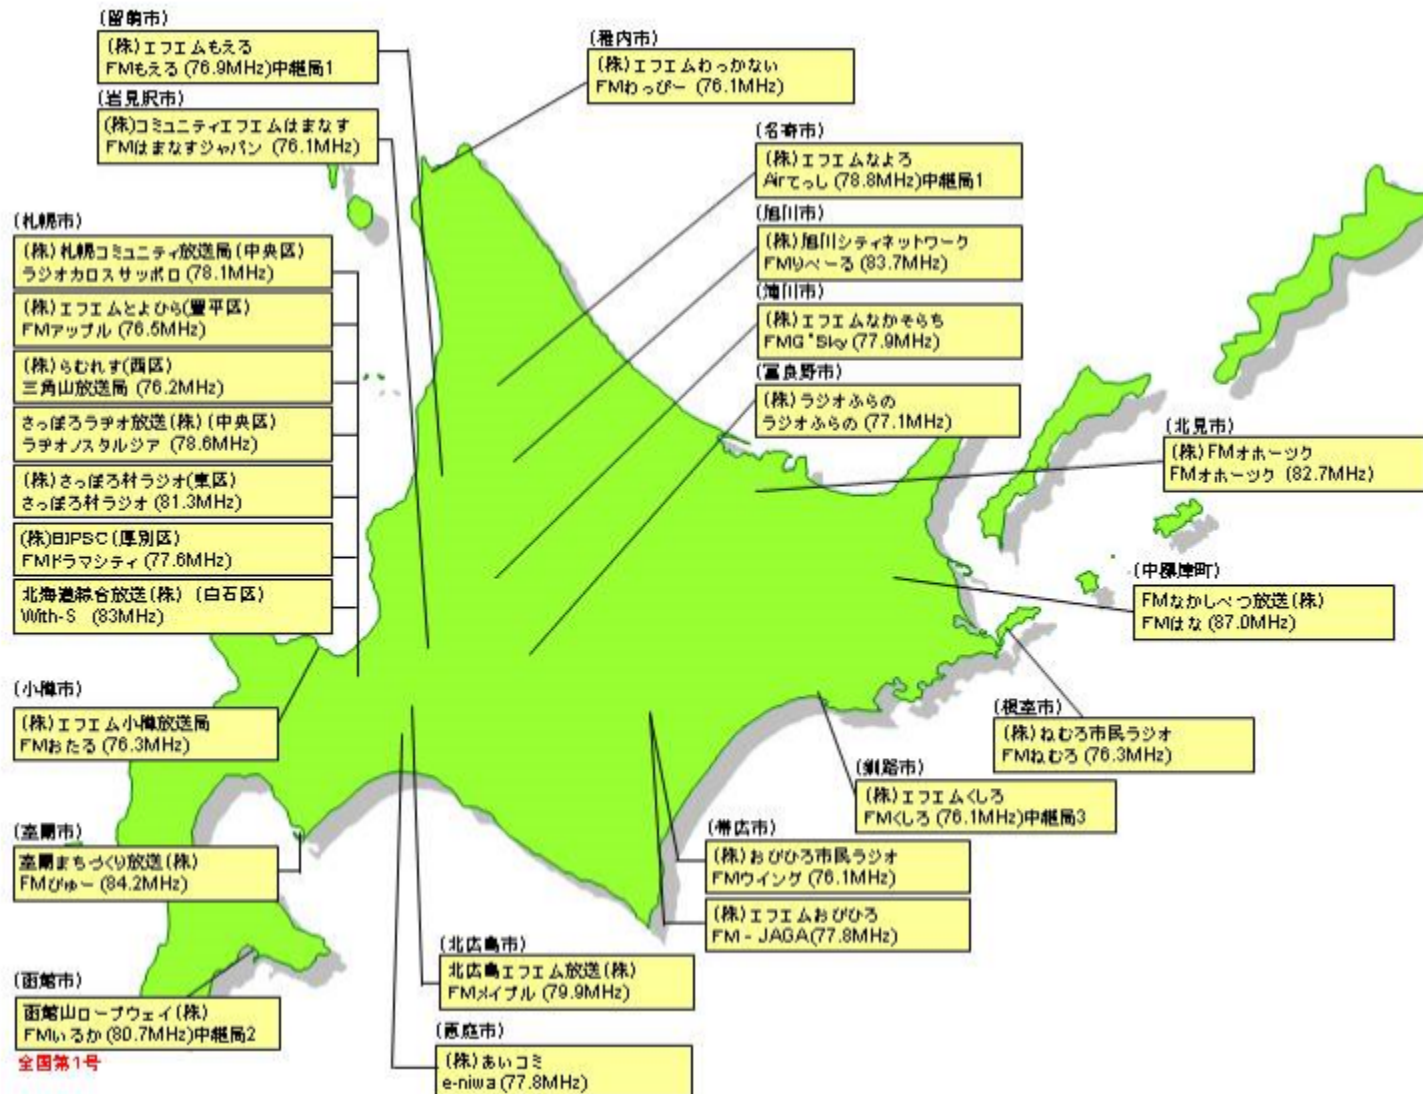 (留萌市)
(株)エフエムもえる
FMもえる (76.9MHz)中継局1
(岩見沢市)
(株)コミュニティエフエムはまなす
FMはまなすジャパン (76.1MHz)
(稚内市)
(株)エフエムわっかない
FMわっぴー (76.1MHz)
(名寄市)
(株)エフエムなよろ
Airてっし (78.8MHz)中継局1
(旭川市)
(株)旭川シティネットワーク
FMりべーる (83.7MHz)
(滝川市)
(株)エフエムなかそらち
FMG'Sky (77.9MHz)
(富良野市)
(株)ラジオふらの
ラジオふらの (77.1MHz)
(札幌市)
(株)札幌コミュニティ放送局(中央区)
ラジオカロスサッポロ (78.1MHz)
(株)エフエムとよひら(豊平区)
FMアップル (76.5MHz)
(株)らむれす(西区)
三角山放送局 (76.2MHz)
さっぽろラヂオ放送(株)(中央区)
ラヂオノスタルジア (78.6MHz)
(株)さっぽろ村ラジオ(東区)
さっぽろ村ラジオ (81.3MHz)
(株)BIPSC(厚別区)
FMドラマシティ (77.6MHz)
北海道綜合放送(株) (白石区)
With-S (83MHz)
(北見市)
(株)FMオホーツク
FMオホーツク (82.7MHz)
(中標津町)
FMなかしべつ放送(株)
FMはな (87.0MHz)
(根室市)
(株)ねむろ市民ラジオ
FMねむろ (76.3MHz)
(釧路市)
(株)エフエムくしろ
FMくしろ (76.1MHz)中継局3
(帯広市)
(株)おびひろ市民ラジオ
FMウイング (76.1MHz)
(株)エフエムおびひろ
FM - JAGA(77.8MHz)
(小樽市)
(株)エフエム小樽放送局
FMおたる (76.3MHz)
(室蘭市)
室蘭まちづくり放送(株)
FMびゅー (84.2MHz)
(函館市)
函館山ロープウェイ(株)
FMいるか (80.7MHz)中継局2
全国第1号
(北広島市)
北広島エフエム放送(株)
FMメイプル (79.9MHz)
(恵庭市)
(株)あいコミ
e-niwa (77.8MHz)